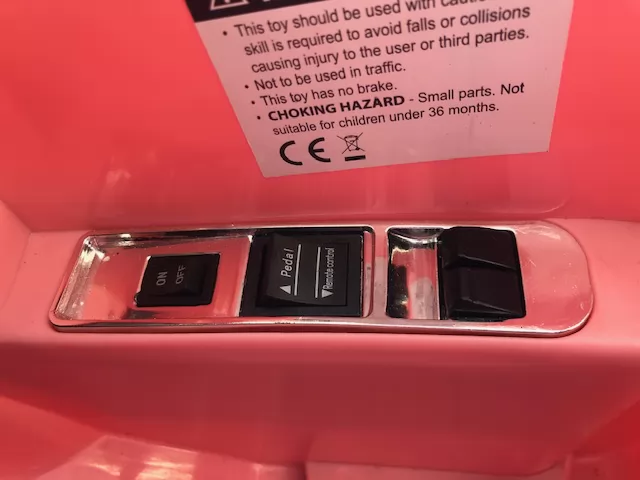 • This toy should be used with
skill is required to avoid falls or collisions
causing injury to the user or third parties.
• Not to be used in traffic.
• This toy has no brake.
• CHOKING HAZARD - Small parts. Not
suitable for children under 36 months.
CE
ON
OFF
▲ Pedal
▼Remote control